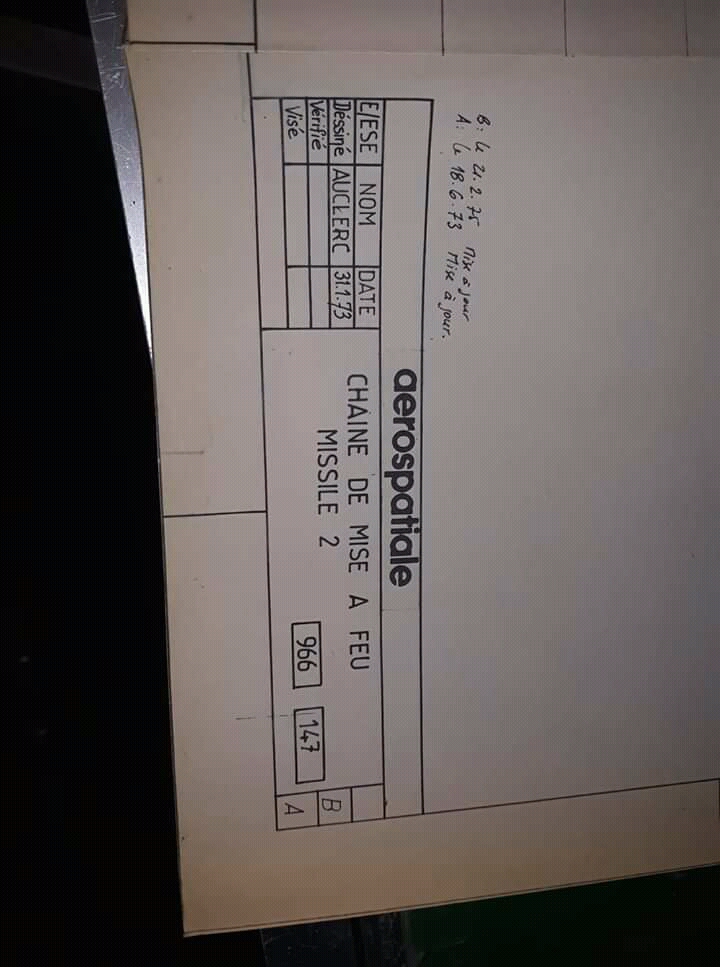 B: le 21.2.75 Mise à jour
A: le 18.6.73 Mise à jour.
aerospatiale
E/ESE NOM DATE
Déssiné AUCLERC 31.1.73
Vérifié
Visé
CHAINE DE MISE A FEU
MISSILE 2
966 147
B
A